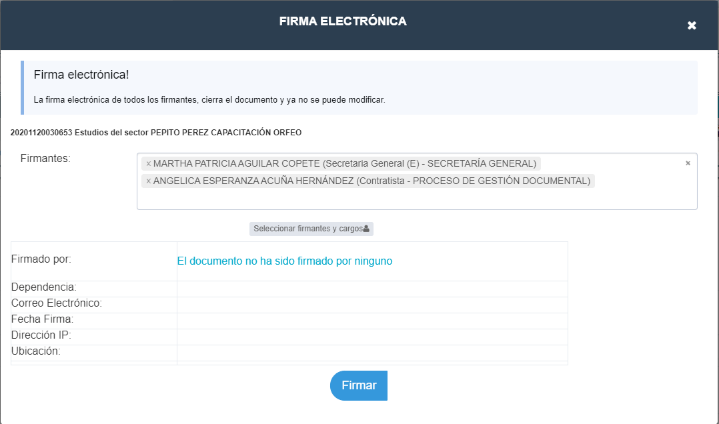 FIRMA ELECTRÓNICA
×
Firma electrónica!
La firma electrónica de todos los firmantes, cierra el documento y ya no se puede modificar.
20201120030653 Estudios del sector PEPITO PEREZ CAPACITACIÓN ORFEO
Firmantes:
× MARTHA PATRICIA AGUILAR COPETE (Secretaria General (E) - SECRETARÍA GENERAL)
×
× ANGELICA ESPERANZA ACUÑA HERNÁNDEZ (Contratista - PROCESO DE GESTIÓN DOCUMENTAL)
Seleccionar firmantes y cargos
Firmado por:
El documento no ha sido firmado por ninguno
Dependencia:
Correo Electrónico:
Fecha Firma:
Dirección IP:
Ubicación:
Firmar